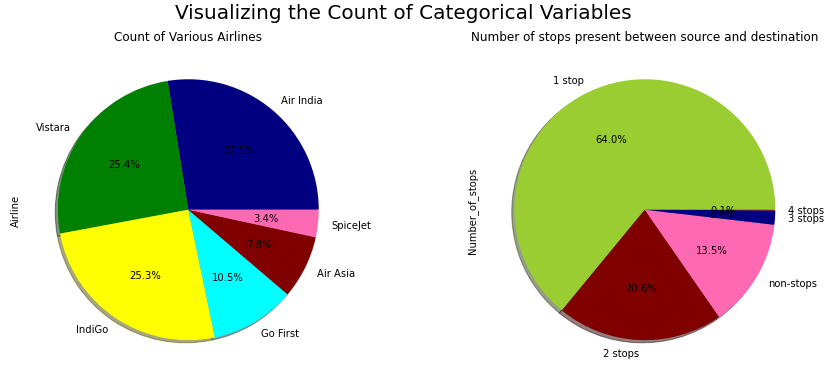 Visualizing the Count of Categorical Variables
Count of Various Airlines
Airline
Air India
27.5%
Vistara
25.4%
IndiGo
25.3%
Go First
10.5%
Air Asia
7.8%
SpiceJet
3.4%
Number of stops present between source and destination
Number_of_stops
1 stop
64.0%
2 stops
20.6%
non-stops
13.5%
3 stops
4 stops
0.1%